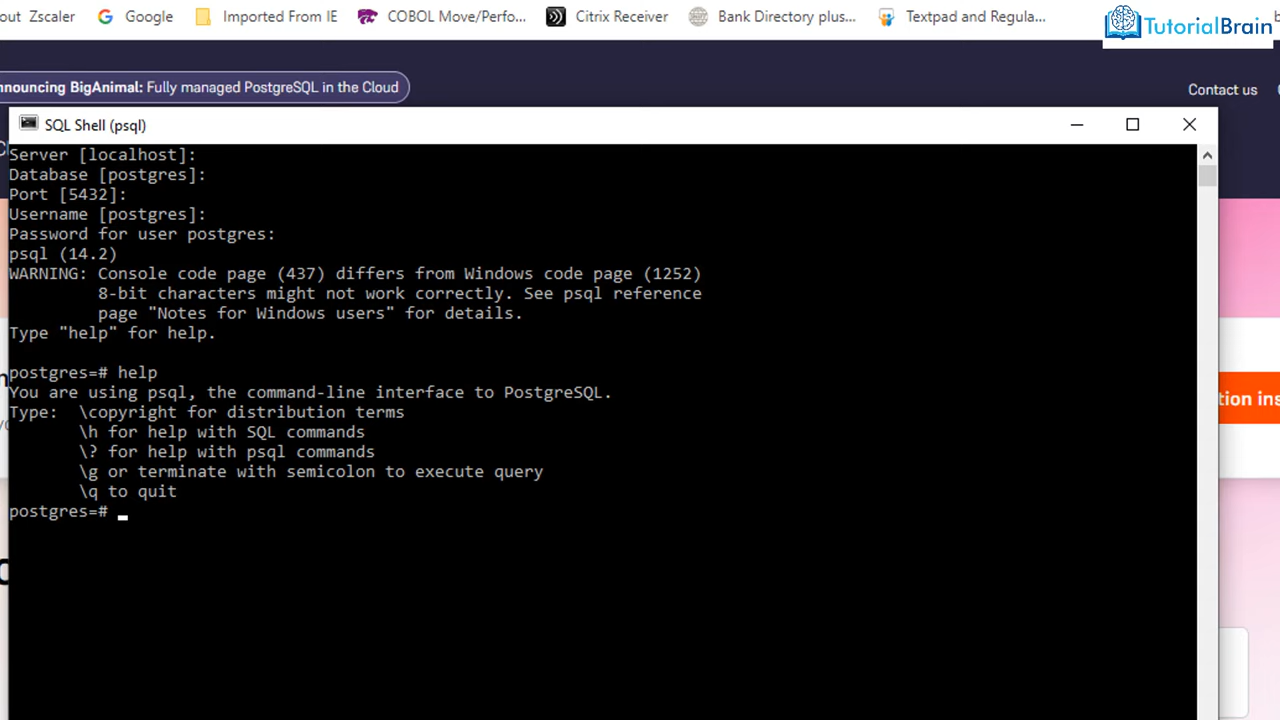 out Zscaler
Google
Imported From IE
COBOL Move/Perfo...
Citrix Receiver
Bank Directory plus...
Textpad and Regula...
TutorialBrain
nnouncing BigAnimal: Fully managed PostgreSQL in the Cloud
Contact us
SQL Shell (psql)
Server [localhost]:
Database [postgres]:
Port [5432]:
Username [postgres]:
Password for user postgres:
psql (14.2)
WARNING: Console code page (437) differs from Windows code page (1252)
8-bit characters might not work correctly. See psql reference
page "Notes for Windows users" for details.
Type "help" for help.
postgres=# help
You are using psql, the command-line interface to PostgreSQL.
Type:  \copyright for distribution terms
\h for help with SQL commands
\? for help with psql commands
\g or terminate with semicolon to execute query
\q to quit
postgres=#
tion ins